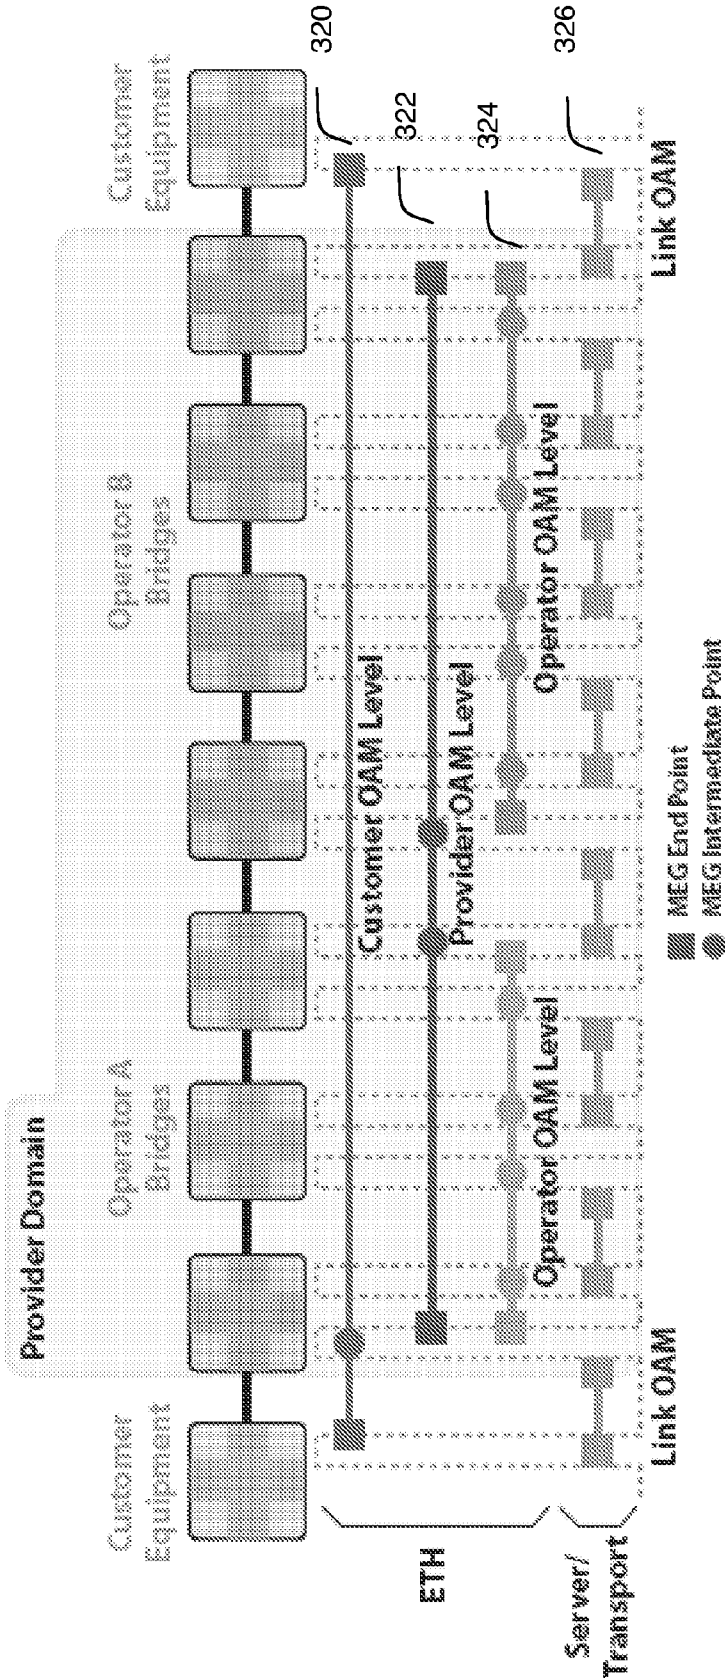 Provider Domain
Customer
Equipment
Operator A
Bridges
Operator B
Bridges
Customer
Equipment
320
322
324
326
ETH
Customer OAM Level
Provider OAM Level
Operator OAM Level
Operator OAM Level
Server/
Transport
Link OAM
Link OAM
MEG End Point
MEG Intermediate Point